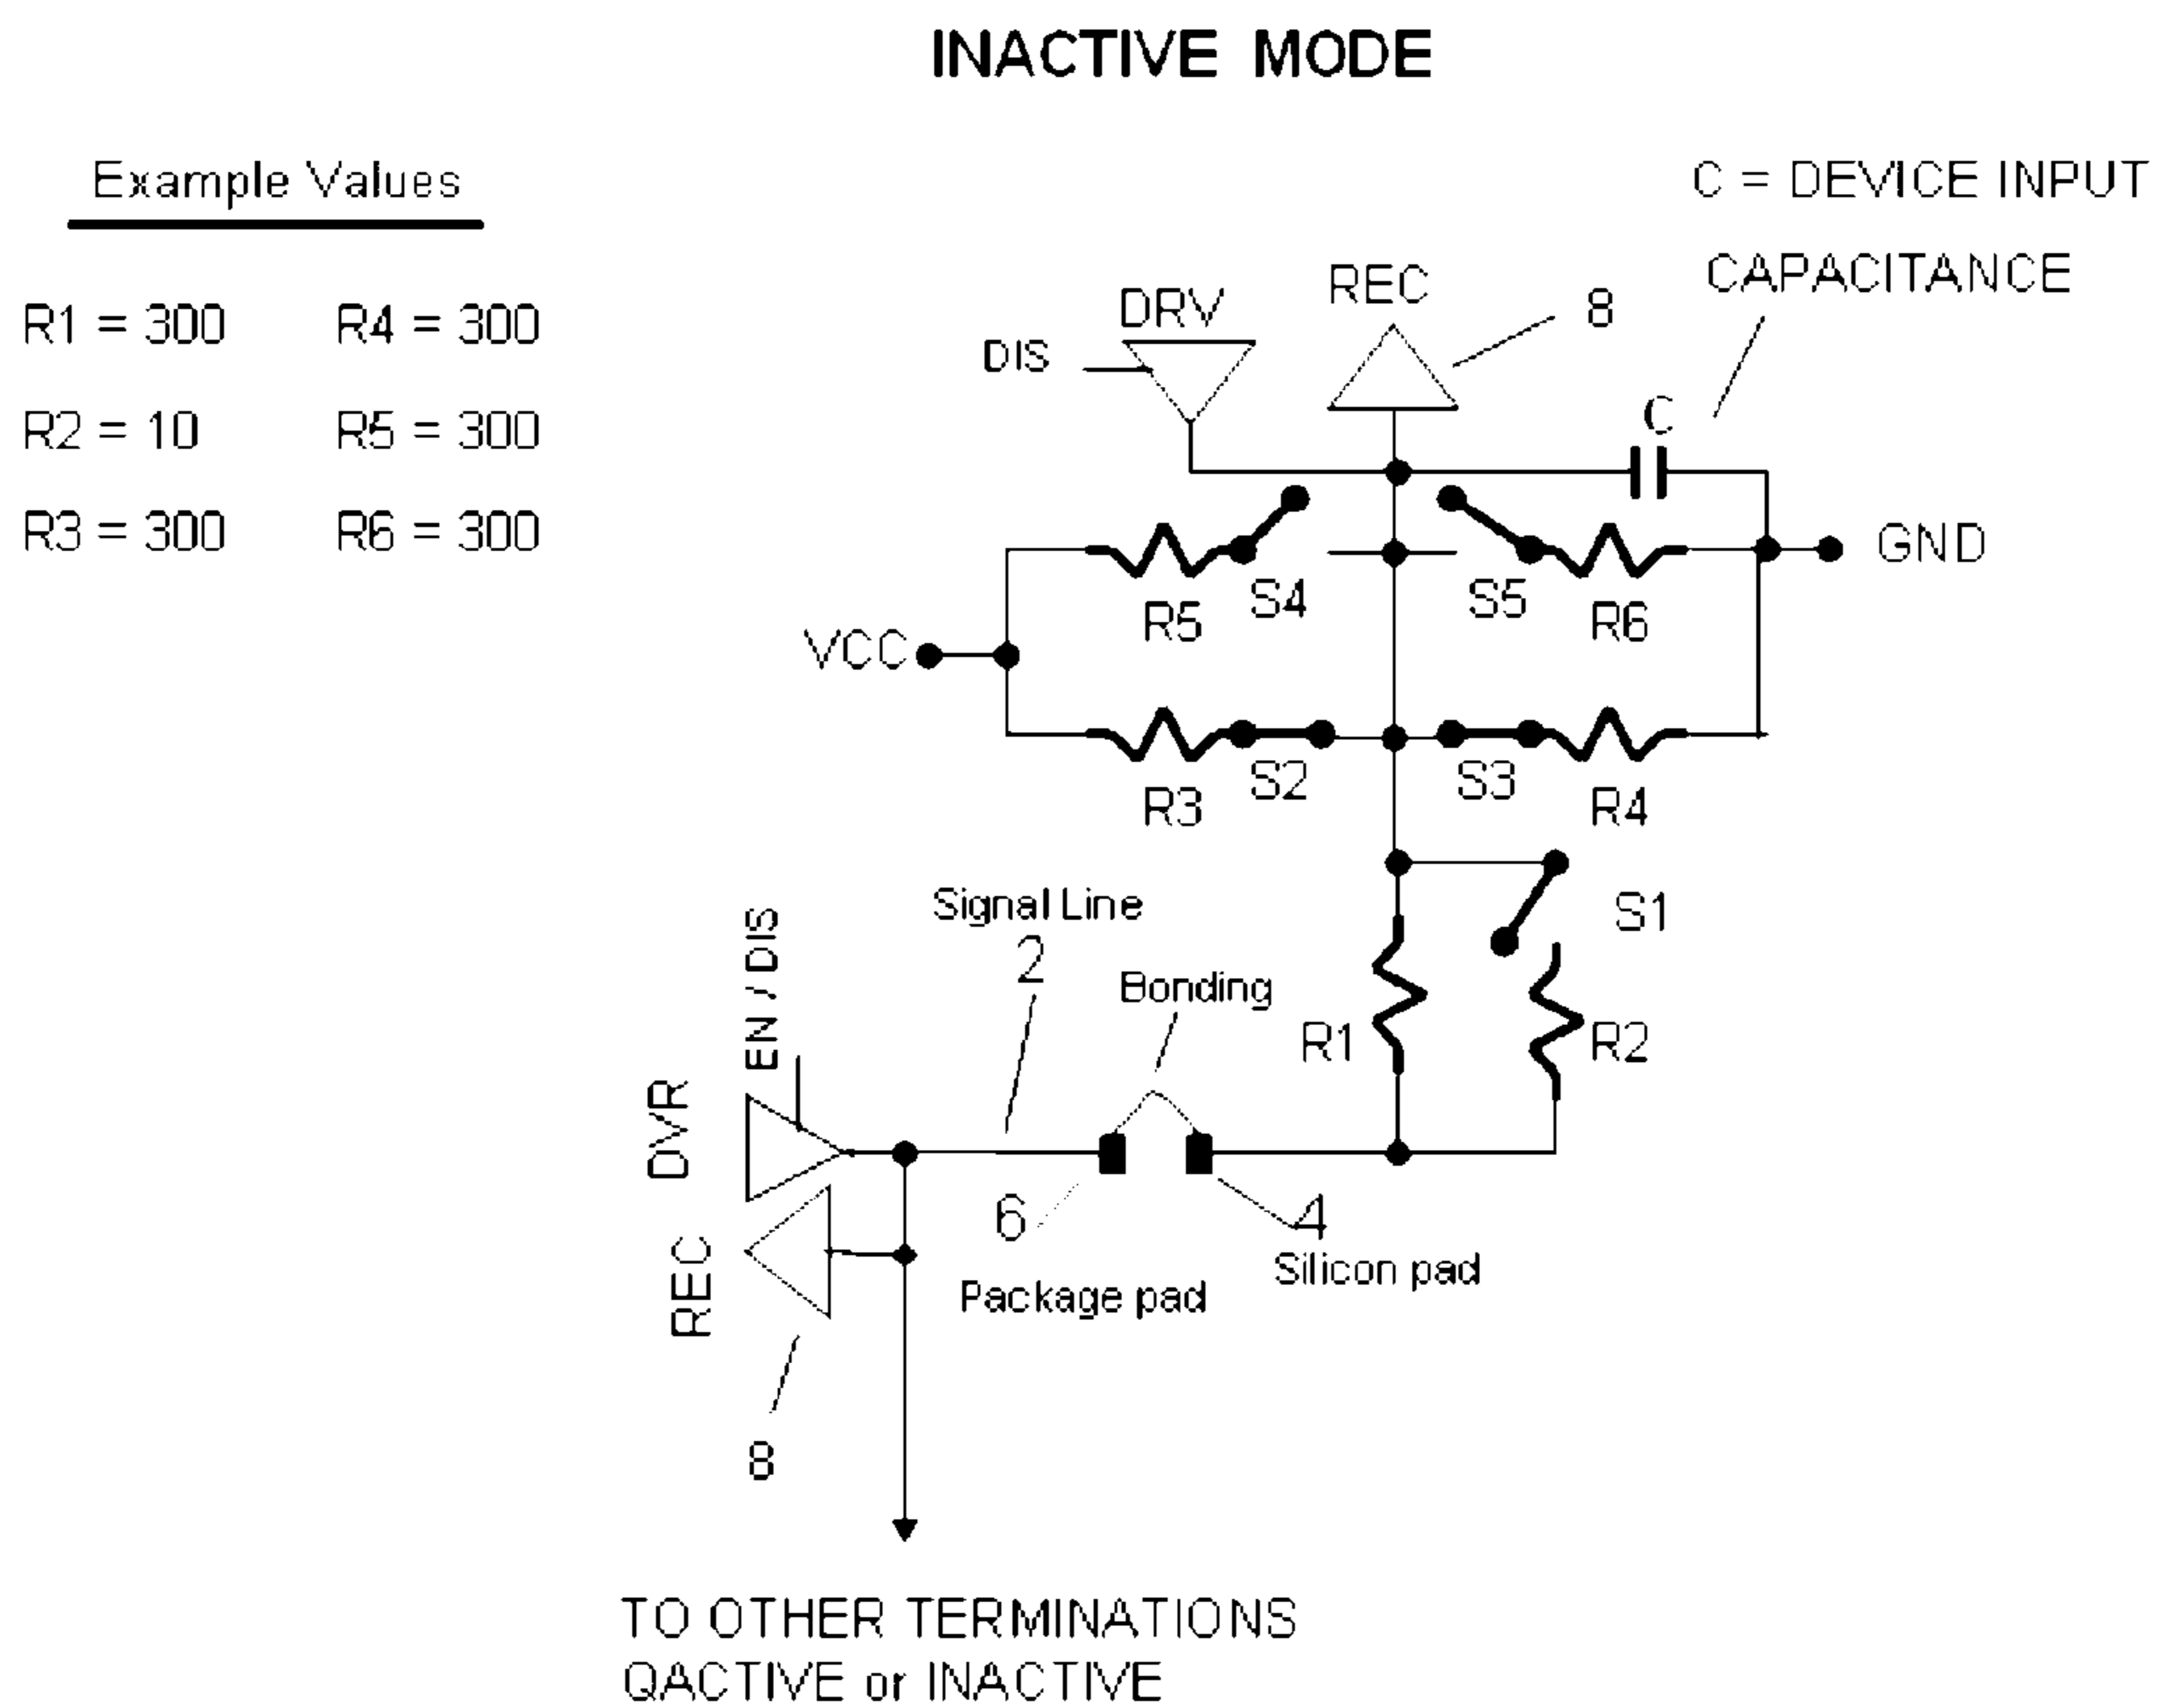 INACTIVE MODE
Example Values
R1 = 300 R4 = 300
R2 = 10 R5 = 300
R3 = 300 R6 = 300
C = DEVICE INPUT
CAPACITANCE
DRV
REC
8
DIS
C
GND
S4
S5
R5
R6
VCC
S2
S3
R3
R4
S1
Signal Line
2
Bonding
EN / DIS
R1
R2
DVR
6
4
REC
Silicon pad
Package pad
8
TO OTHER TERMINATIONS
QACTIVE or INACTIVE